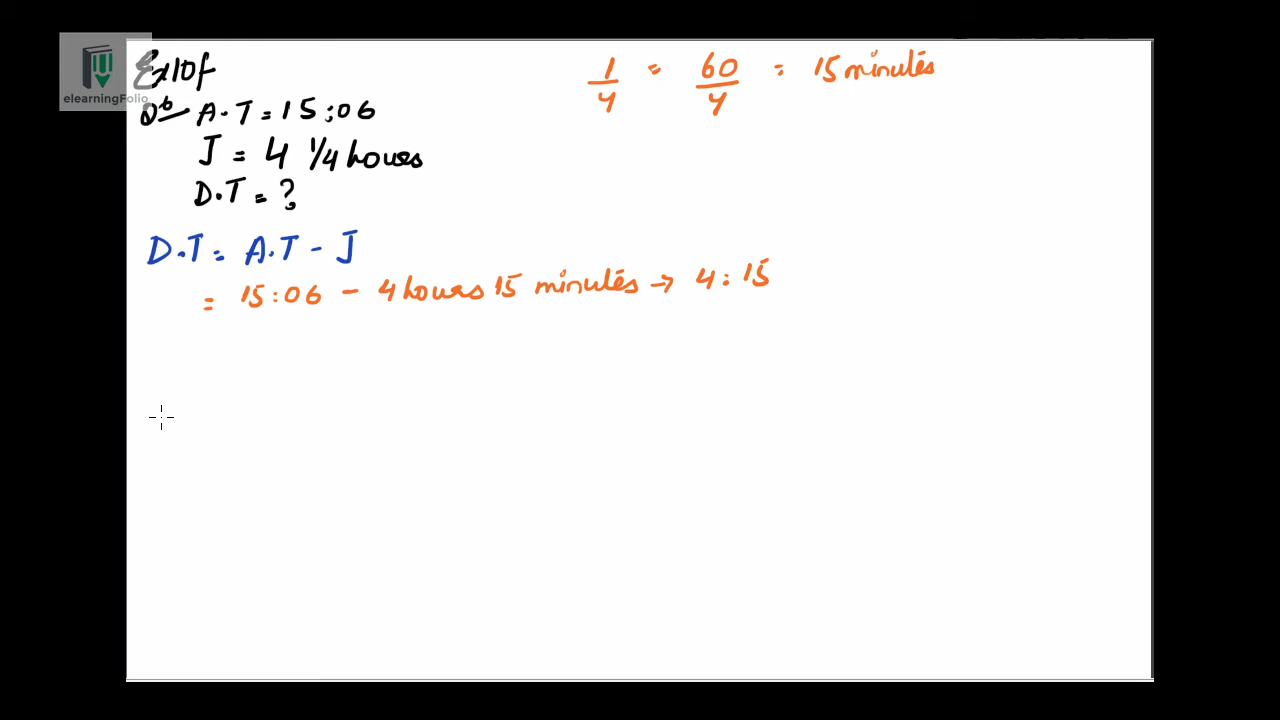 elearningFolio
Ex10f
Q6 A.T = 15:06
J = 4 1/4 hours
D.T = ?
D.T = A.T - J
= 15:06 - 4 hours 15 minutes → 4:15
1/4 = 60/4 = 15 minutes